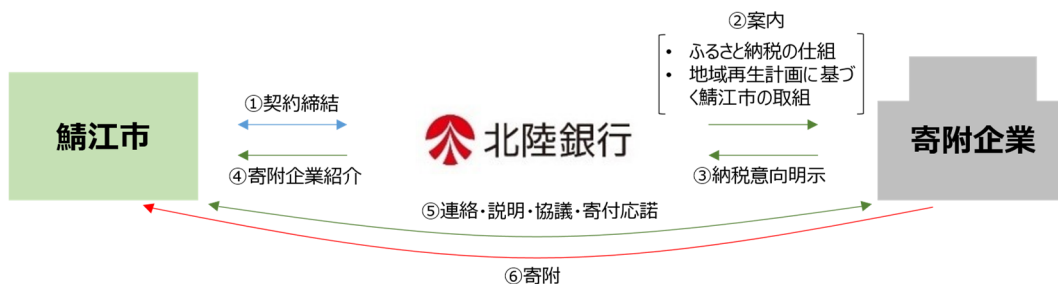 ②案内
• ふるさと納税の仕組
• 地域再生計画に基づ
く鯖江市の取組
①契約締結
鯖江市
北陸銀行
寄附企業
④寄附企業紹介
③納税意向明示
⑤連絡・説明・協議・寄付応諾
⑥寄附